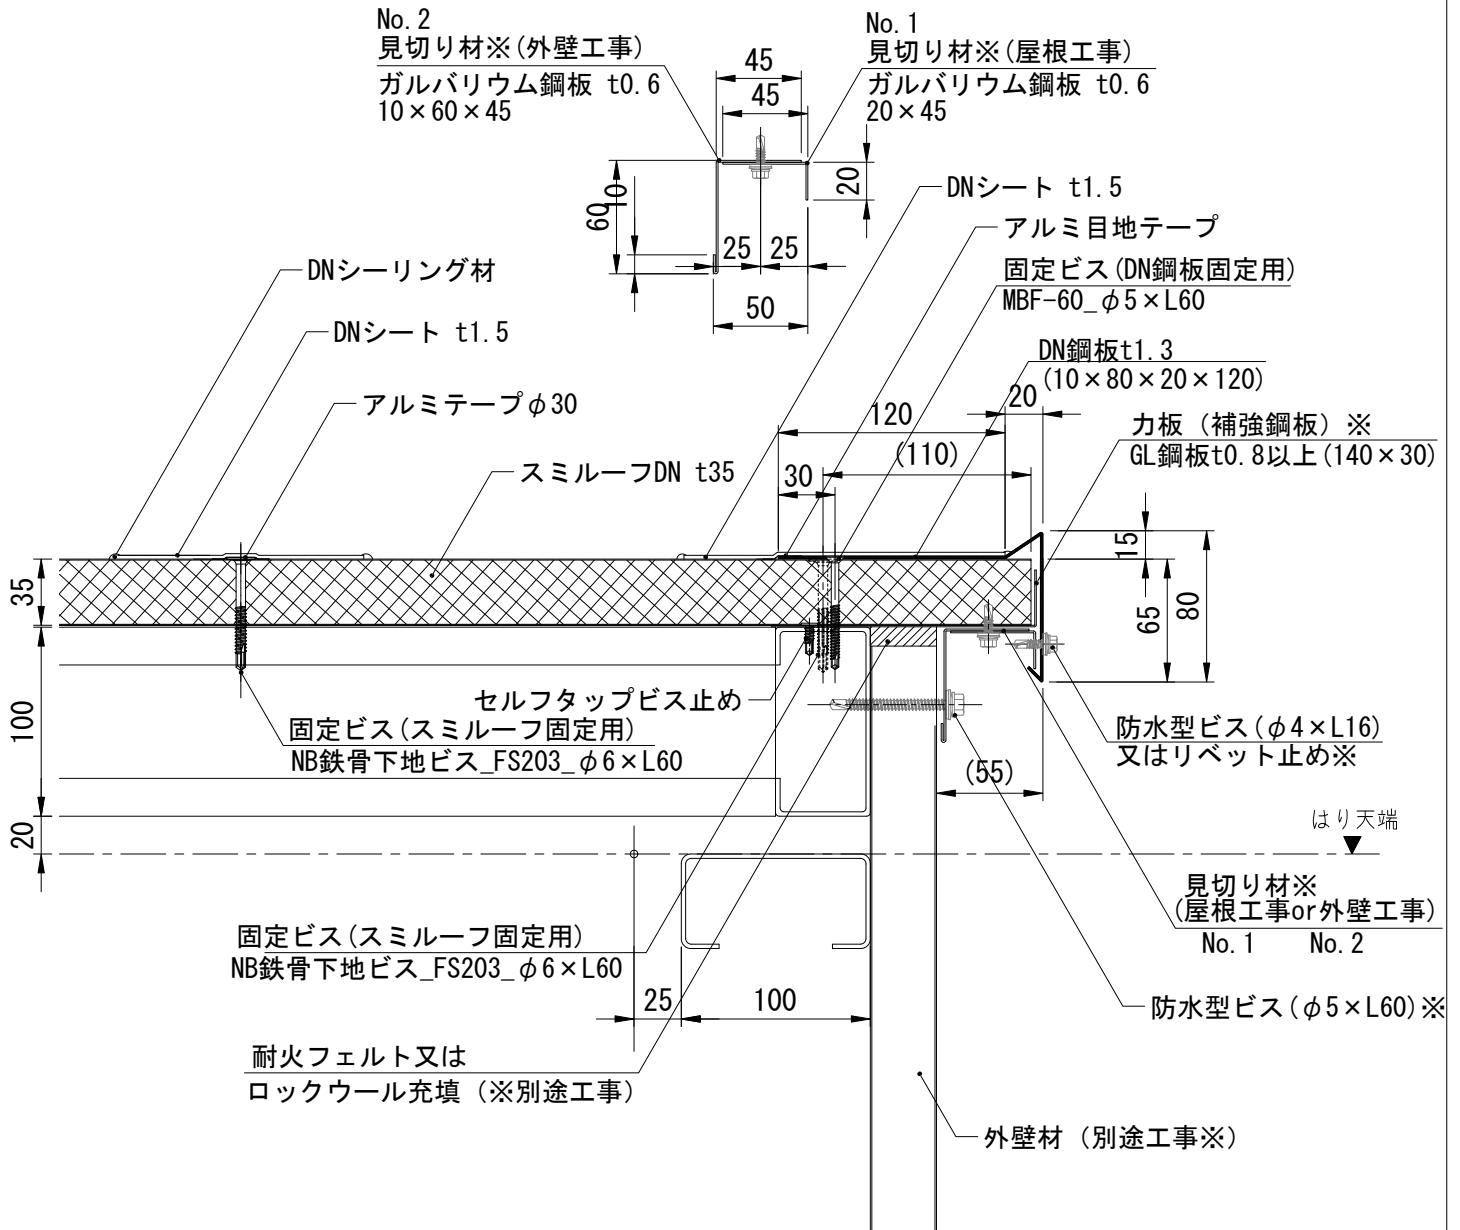 No.2
見切り材※(外壁工事)
ガルバリウム鋼板 t0.6
10×60×45
No.1
見切り材※(屋根工事)
ガルバリウム鋼板 t0.6
20×45
45
45
20
60
10
25
25
50
DNシート t1.5
アルミ目地テープ
固定ビス(DN鋼板固定用)
MBF-60_φ5×L60
DN鋼板t1.3
(10×80×20×120)
DNシーリング材
DNシート t1.5
アルミテープφ30
スミルーフDN t35
120
20
(110)
30
力板（補強鋼板）※
GL鋼板t0.8以上(140×30)
15
65
80
35
100
20
セルフタップビス止め
固定ビス(スミルーフ固定用)
NB鉄骨下地ビス_FS203_φ6×L60
(55)
防水型ビス(φ4×L16)
又はリベット止め※
はり天端
見切り材※
(屋根工事or外壁工事)
No.1 No.2
固定ビス(スミルーフ固定用)
NB鉄骨下地ビス_FS203_φ6×L60
25
100
防水型ビス(φ5×L60)※
耐火フェルト又は
ロックウール充填（※別途工事）
外壁材（別途工事※）